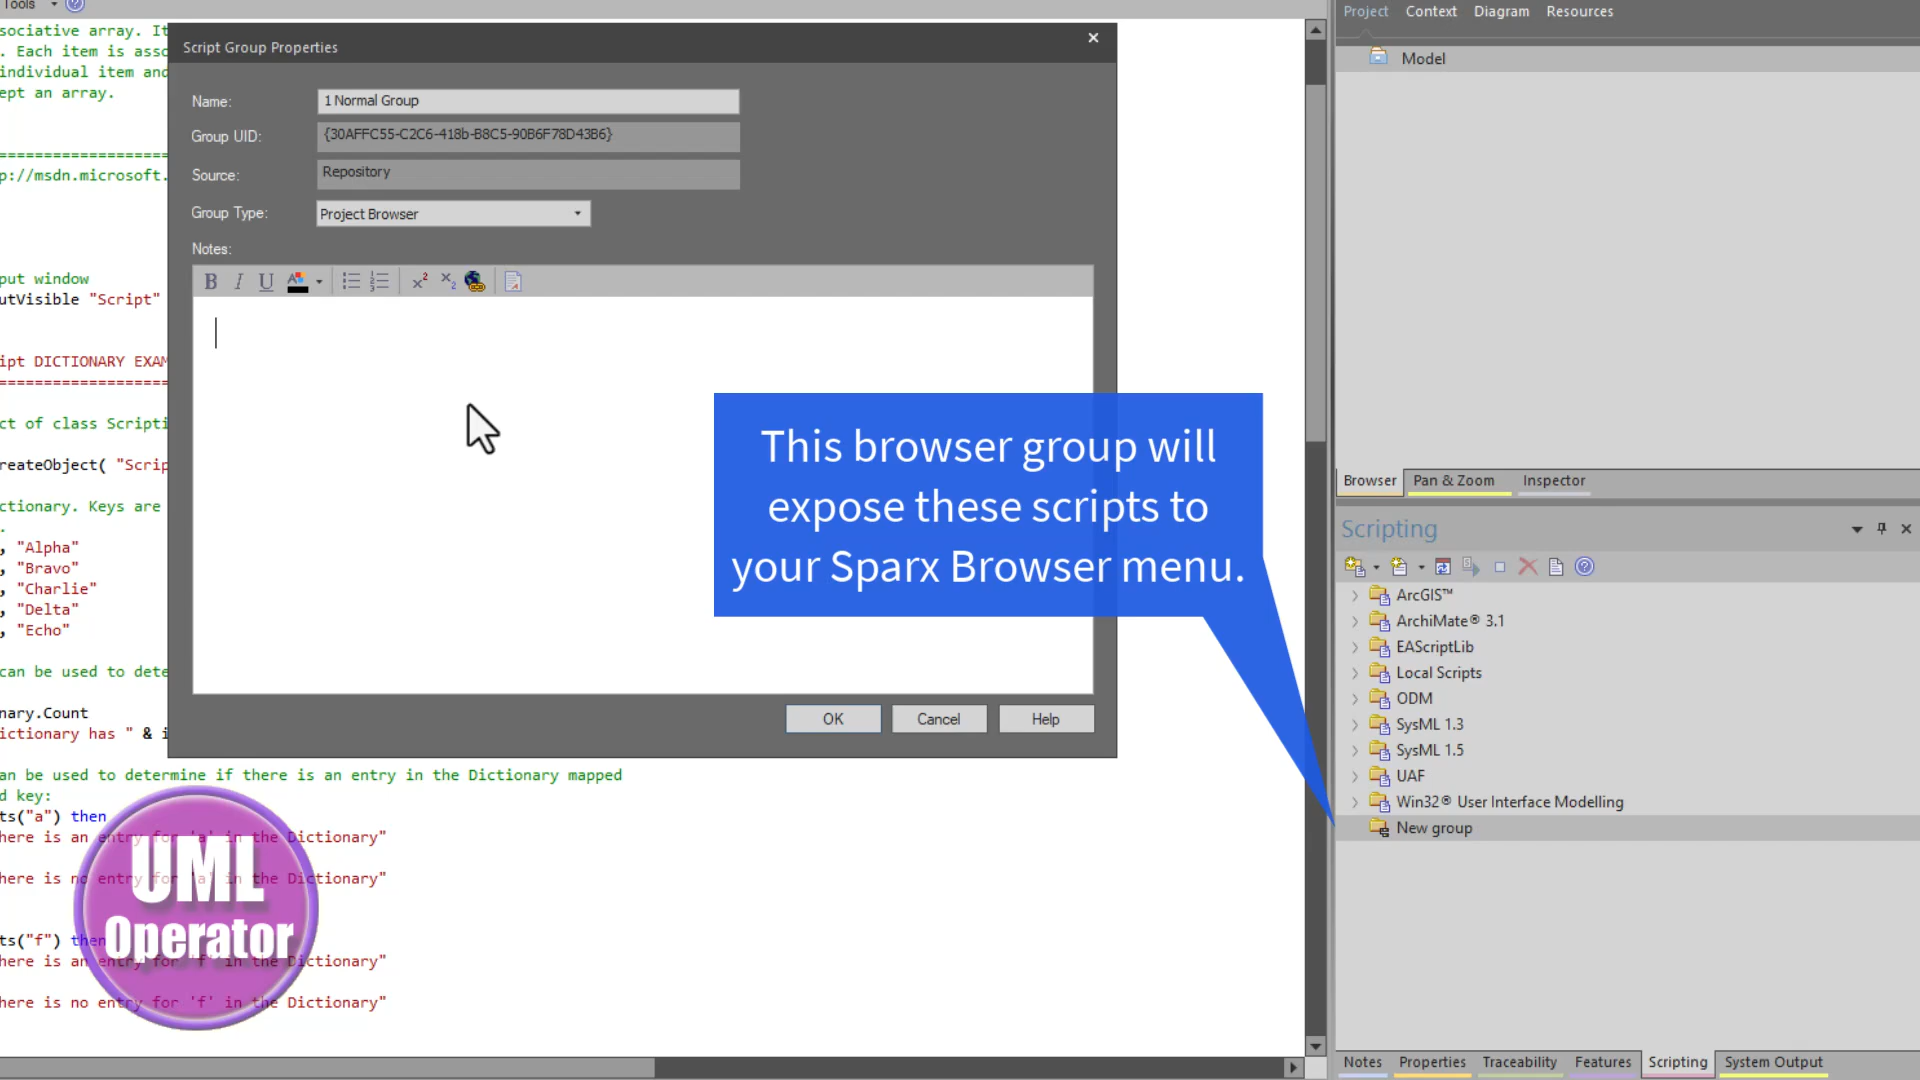 Tools
sociative array. It
. Each item is asso
individual item and
ept an array.
p://msdn.microsoft.
put window
utVisible "Script"
ipt DICTIONARY EXAM
ct of class Scripti
reateObject( "Scrip
ctionary. Keys are
, "Alpha"
, "Bravo"
, "Charlie"
, "Delta"
, "Echo"
can be used to dete
nary.Count
ictionary has " & i
an be used to determine if there is an entry in the Dictionary mapped
d key:
ts("a") then
here is an entry for 'a' in the Dictionary"
here is no entry for 'a' in the Dictionary"
ts("f") then
here is an entry for 'f' in the Dictionary"
here is no entry for 'f' in the Dictionary"
UML
Operator
Script Group Properties
Name:
1 Normal Group
Group UID:
{30AFFC55-C2C6-418b-B8C5-90B6F78D43B6}
Source:
Repository
Group Type:
Project Browser
Notes:
B I U
OK Cancel Help
This browser group will
expose these scripts to
your Sparx Browser menu.
Project Context Diagram Resources
Model
Browser Pan & Zoom Inspector
Scripting
ArcGIS™
ArchiMate® 3.1
EAScriptLib
Local Scripts
ODM
SysML 1.3
SysML 1.5
UAF
Win32® User Interface Modelling
New group
Notes Properties Traceability Features Scripting System Output